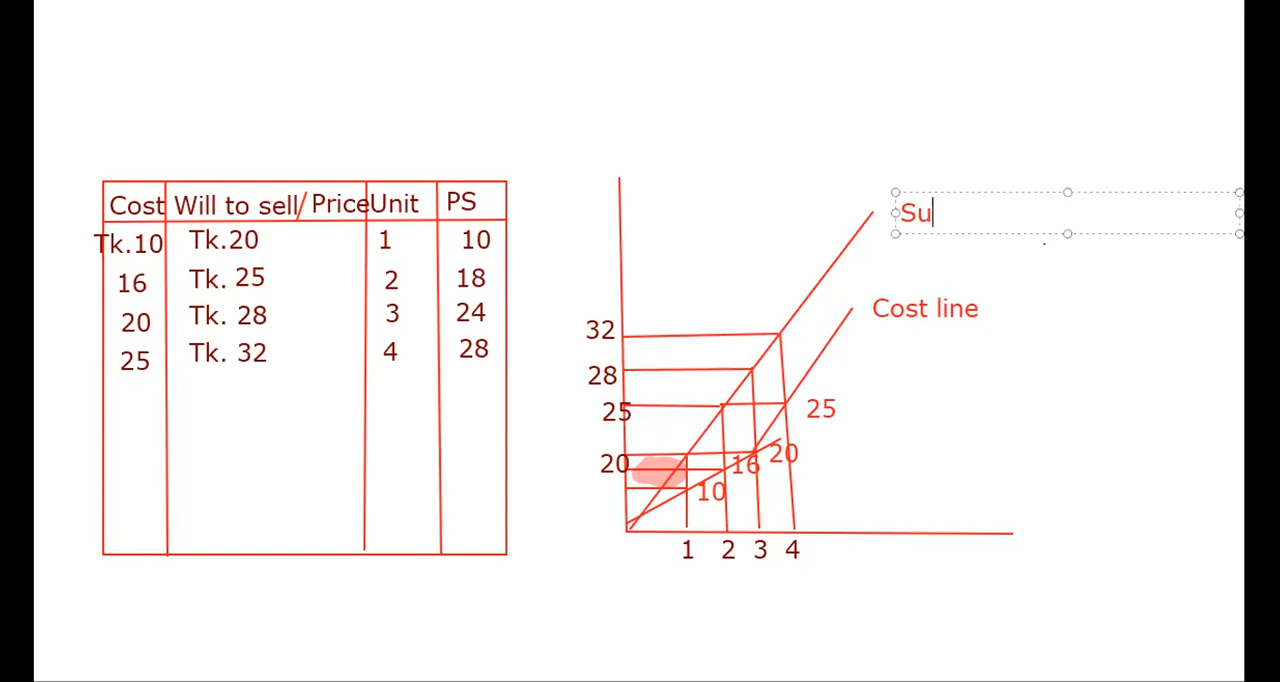 Cost Will to sell/ Price Unit PS
Tk.10 Tk.20 1 10
16 Tk. 25 2 18
20 Tk. 28 3 24
25 Tk. 32 4 28
Su
Cost line
32
28
25 25
20 16 20
10
1 2 3 4